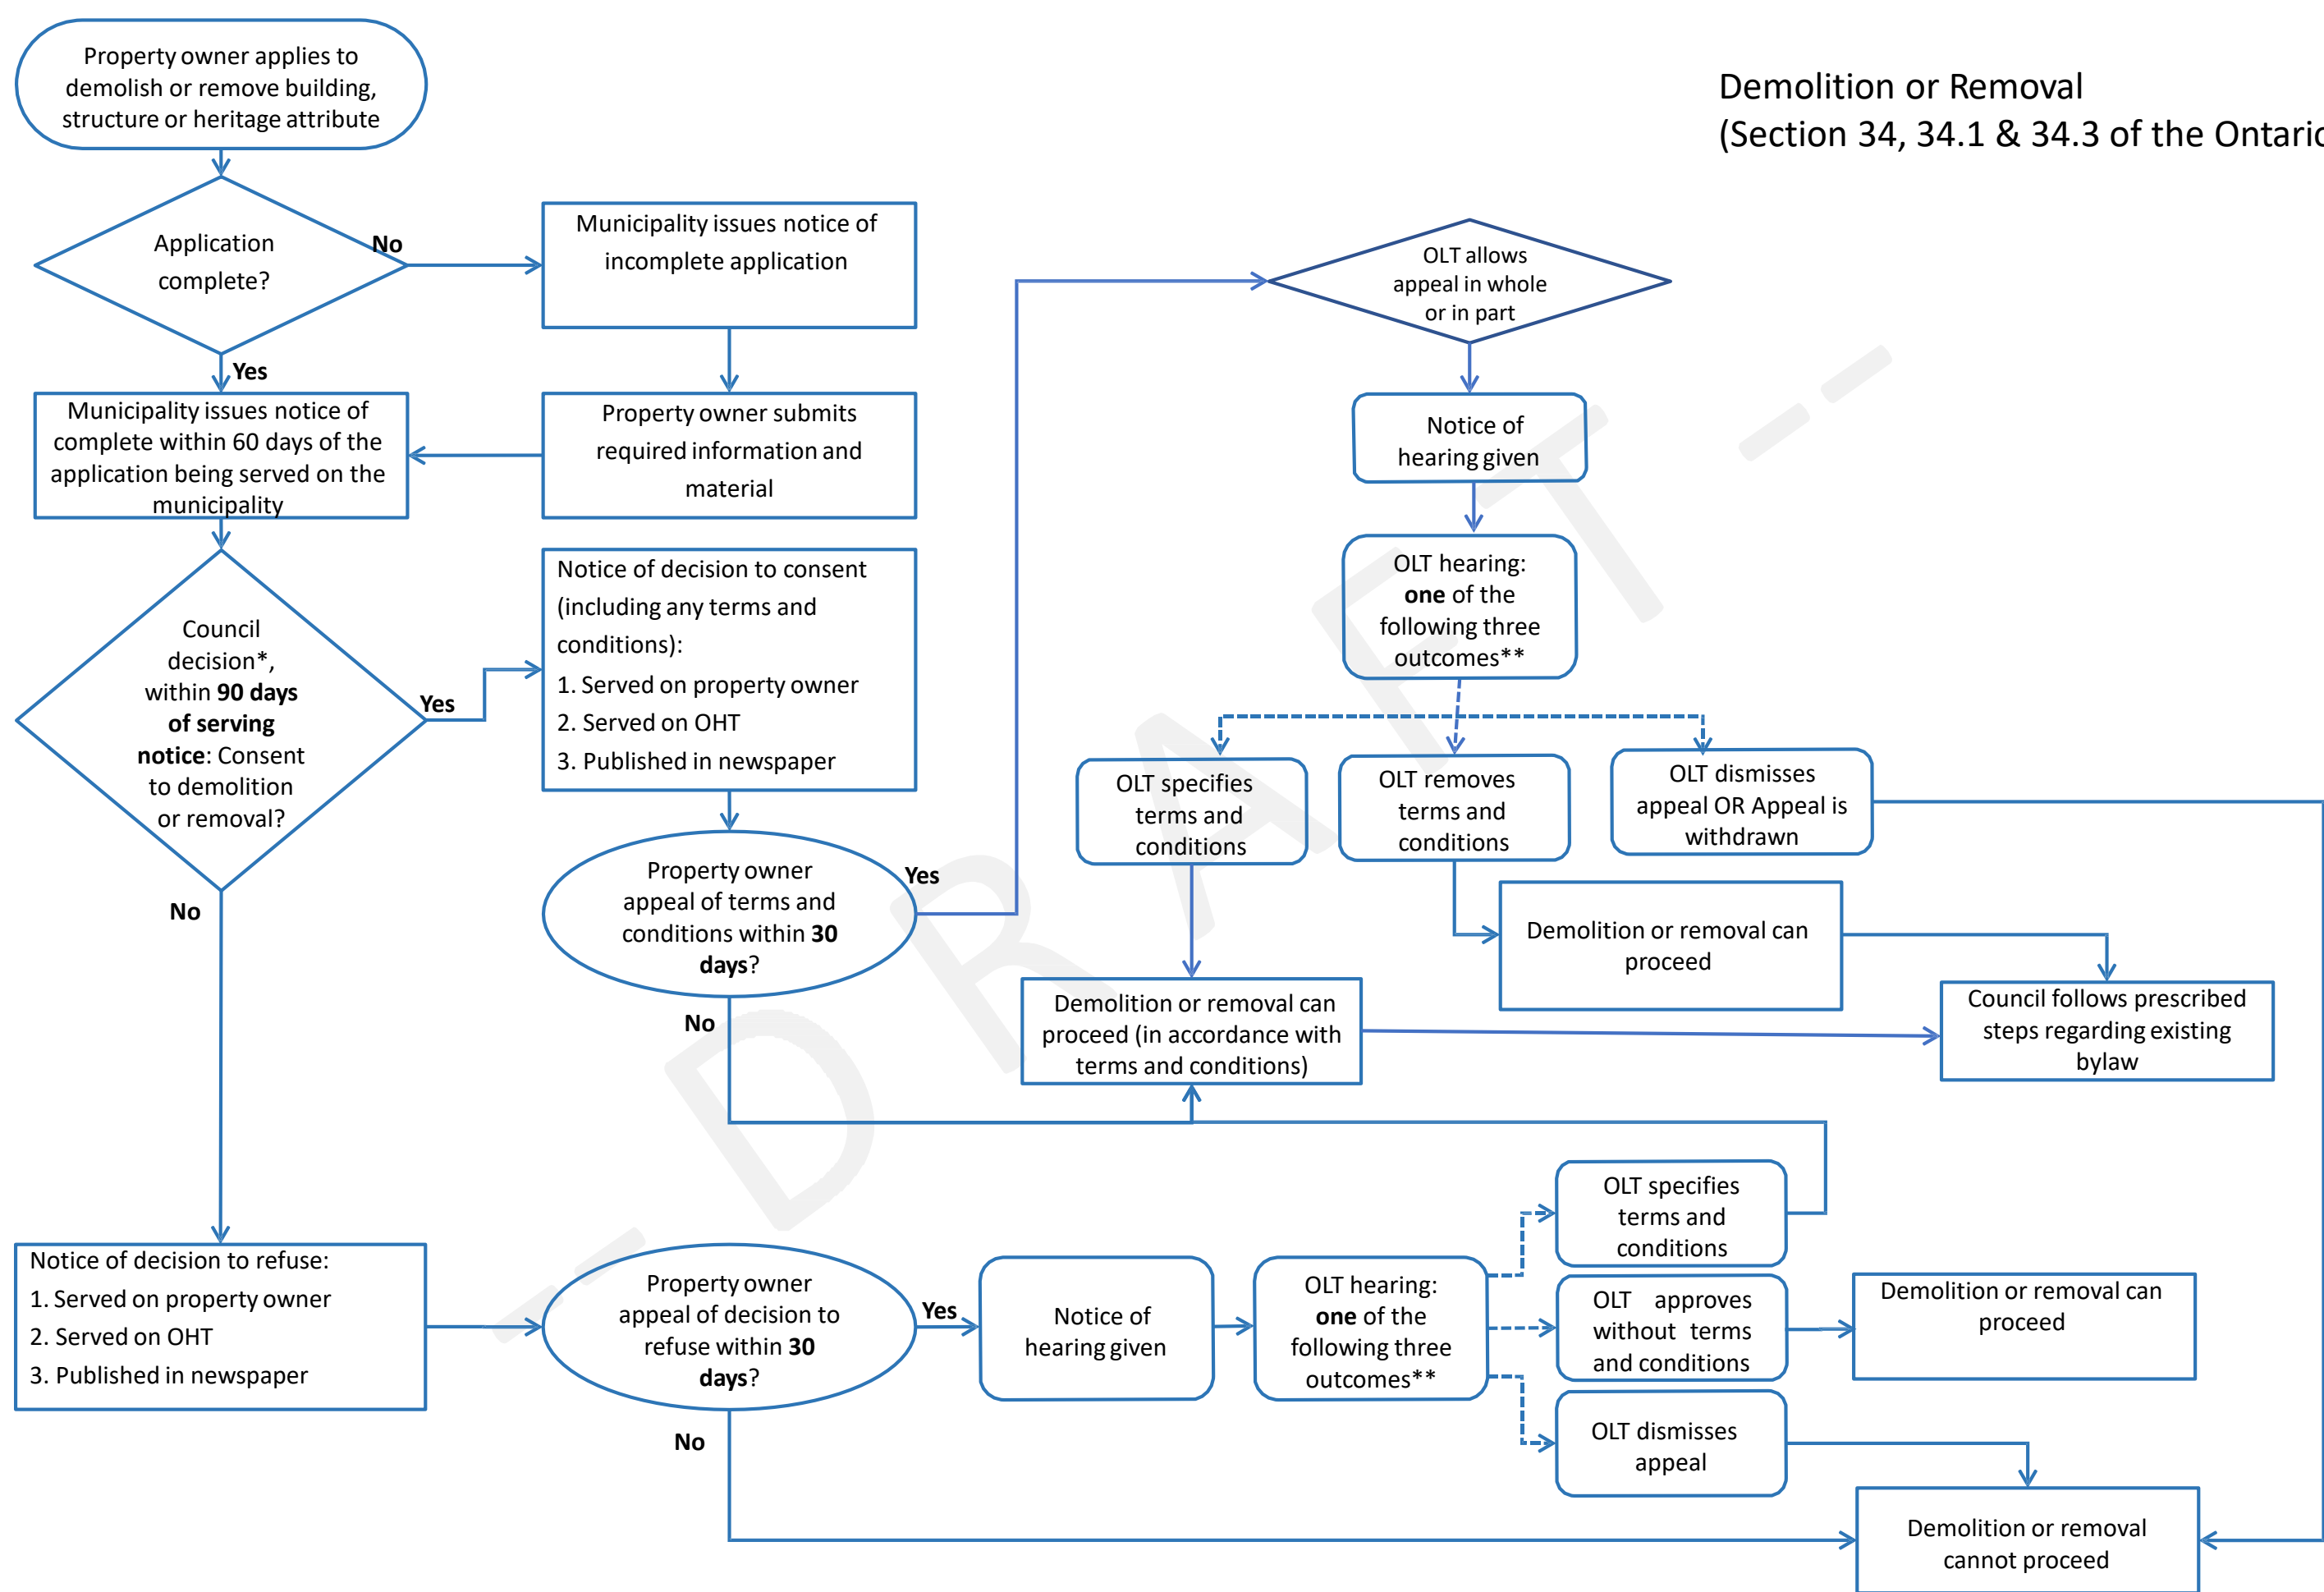 Demolition or Removal
(Section 34, 34.1 & 34.3 of the Ontario
Property owner applies to
demolish or remove building,
structure or heritage attribute
Application
complete?
No
Yes
Municipality issues notice of
incomplete application
Property owner submits
required information and
material
Municipality issues notice of
complete within 60 days of the
application being served on the
municipality
Council
decision*,
within 90 days
of serving
notice: Consent
to demolition
or removal?
Yes
No
Notice of decision to consent
(including any terms and
conditions):
1. Served on property owner
2. Served on OHT
3. Published in newspaper
Property owner
appeal of terms and
conditions within 30
days?
Yes
No
OLT allows
appeal in whole
or in part
Notice of
hearing given
OLT hearing:
one of the
following three
outcomes**
OLT specifies
terms and
conditions
OLT removes
terms and
conditions
OLT dismisses
appeal OR Appeal is
withdrawn
Demolition or removal can
proceed
Demolition or removal can
proceed (in accordance with
terms and conditions)
Council follows prescribed
steps regarding existing
bylaw
Notice of decision to refuse:
1. Served on property owner
2. Served on OHT
3. Published in newspaper
Property owner
appeal of decision to
refuse within 30
days?
Yes
No
Notice of
hearing given
OLT hearing:
one of the
following three
outcomes**
OLT specifies
terms and
conditions
OLT approves
without terms
and conditions
OLT dismisses
appeal
Demolition or removal can
proceed
Demolition or removal
cannot proceed
-- DRAFT --